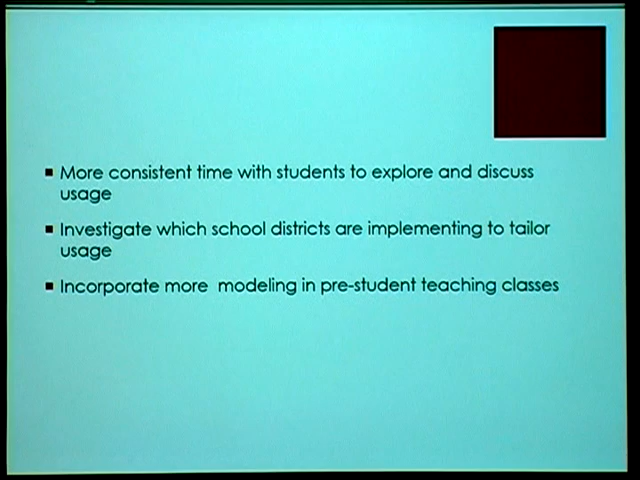 More consistent time with students to explore and discuss
usage
Investigate which school districts are implementing to tailor
usage
Incorporate more modeling in pre-student teaching classes